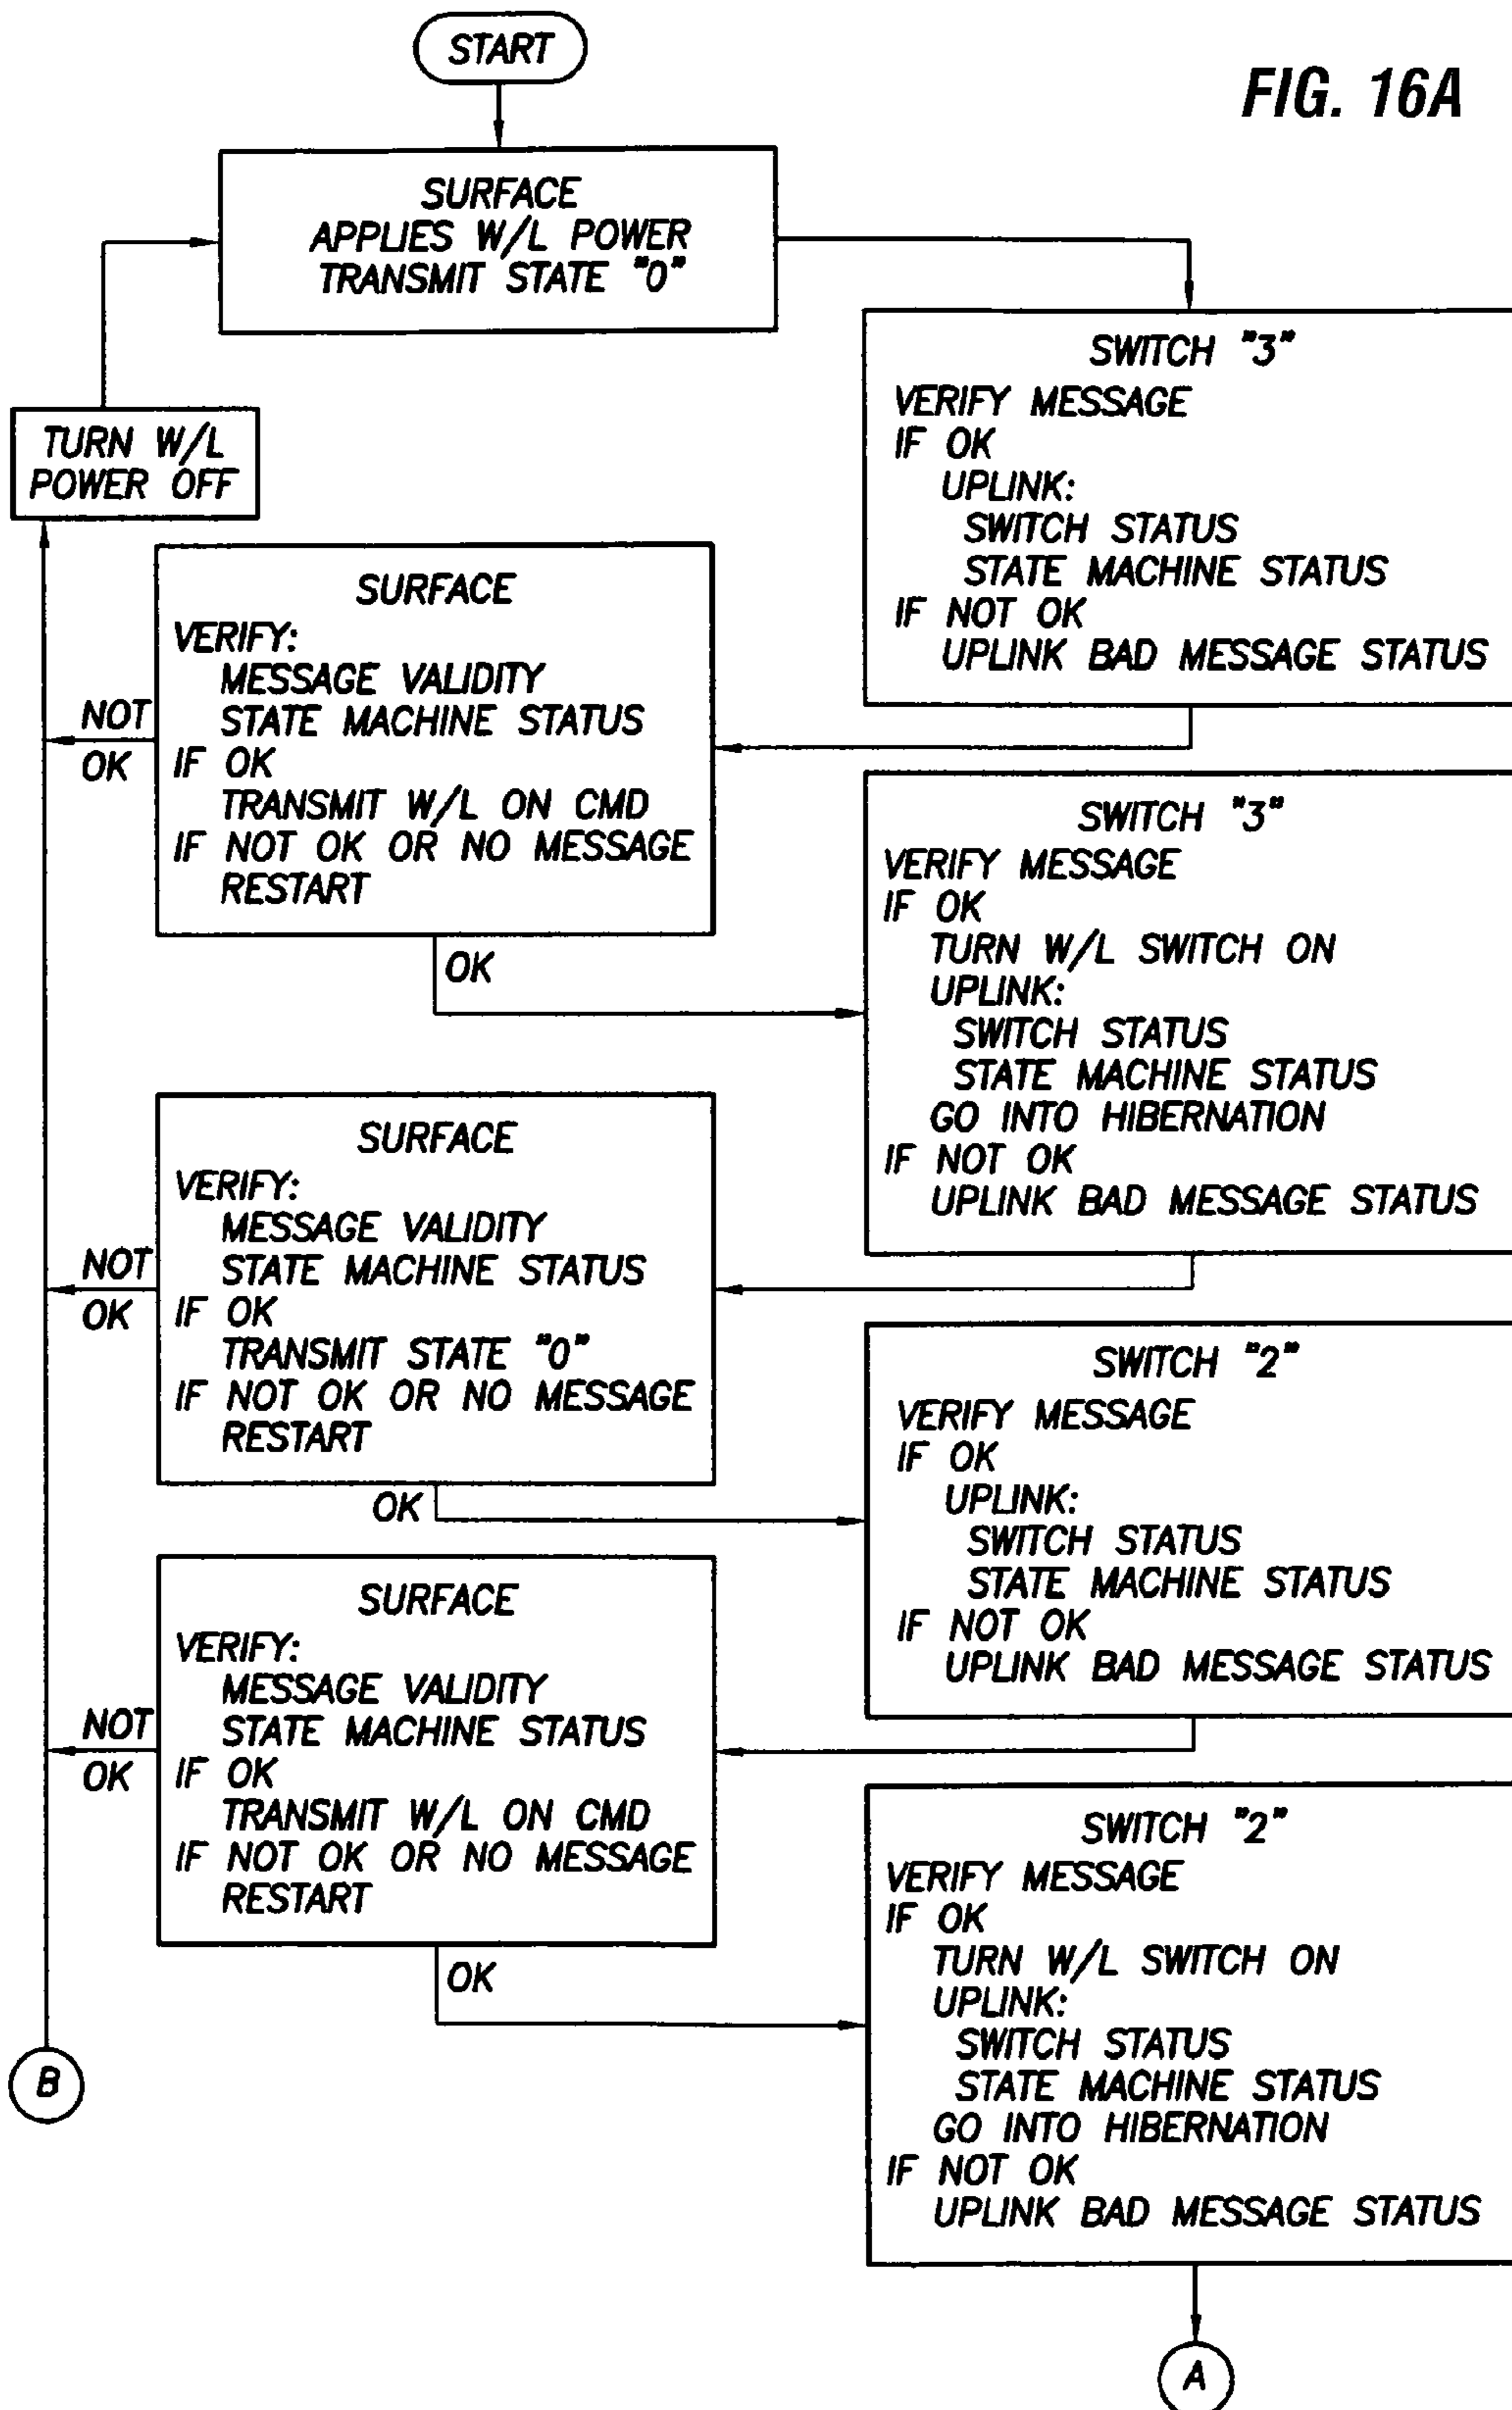 START
FIG. 16A
SURFACE
APPLIES W/L POWER
TRANSMIT STATE "0"
SWITCH "3"
VERIFY MESSAGE
IF OK
UPLINK:
SWITCH STATUS
STATE MACHINE STATUS
IF NOT OK
UPLINK BAD MESSAGE STATUS
TURN W/L
POWER OFF
SURFACE
VERIFY:
MESSAGE VALIDITY
STATE MACHINE STATUS
IF OK
TRANSMIT W/L ON CMD
IF NOT OK OR NO MESSAGE
RESTART
NOT
OK
OK
SWITCH "3"
VERIFY MESSAGE
IF OK
TURN W/L SWITCH ON
UPLINK:
SWITCH STATUS
STATE MACHINE STATUS
GO INTO HIBERNATION
IF NOT OK
UPLINK BAD MESSAGE STATUS
SURFACE
VERIFY:
MESSAGE VALIDITY
STATE MACHINE STATUS
IF OK
TRANSMIT STATE "0"
IF NOT OK OR NO MESSAGE
RESTART
NOT
OK
OK
SWITCH "2"
VERIFY MESSAGE
IF OK
UPLINK:
SWITCH STATUS
STATE MACHINE STATUS
IF NOT OK
UPLINK BAD MESSAGE STATUS
SURFACE
VERIFY:
MESSAGE VALIDITY
STATE MACHINE STATUS
IF OK
TRANSMIT W/L ON CMD
IF NOT OK OR NO MESSAGE
RESTART
NOT
OK
OK
SWITCH "2"
VERIFY MESSAGE
IF OK
TURN W/L SWITCH ON
UPLINK:
SWITCH STATUS
STATE MACHINE STATUS
GO INTO HIBERNATION
IF NOT OK
UPLINK BAD MESSAGE STATUS
B
A